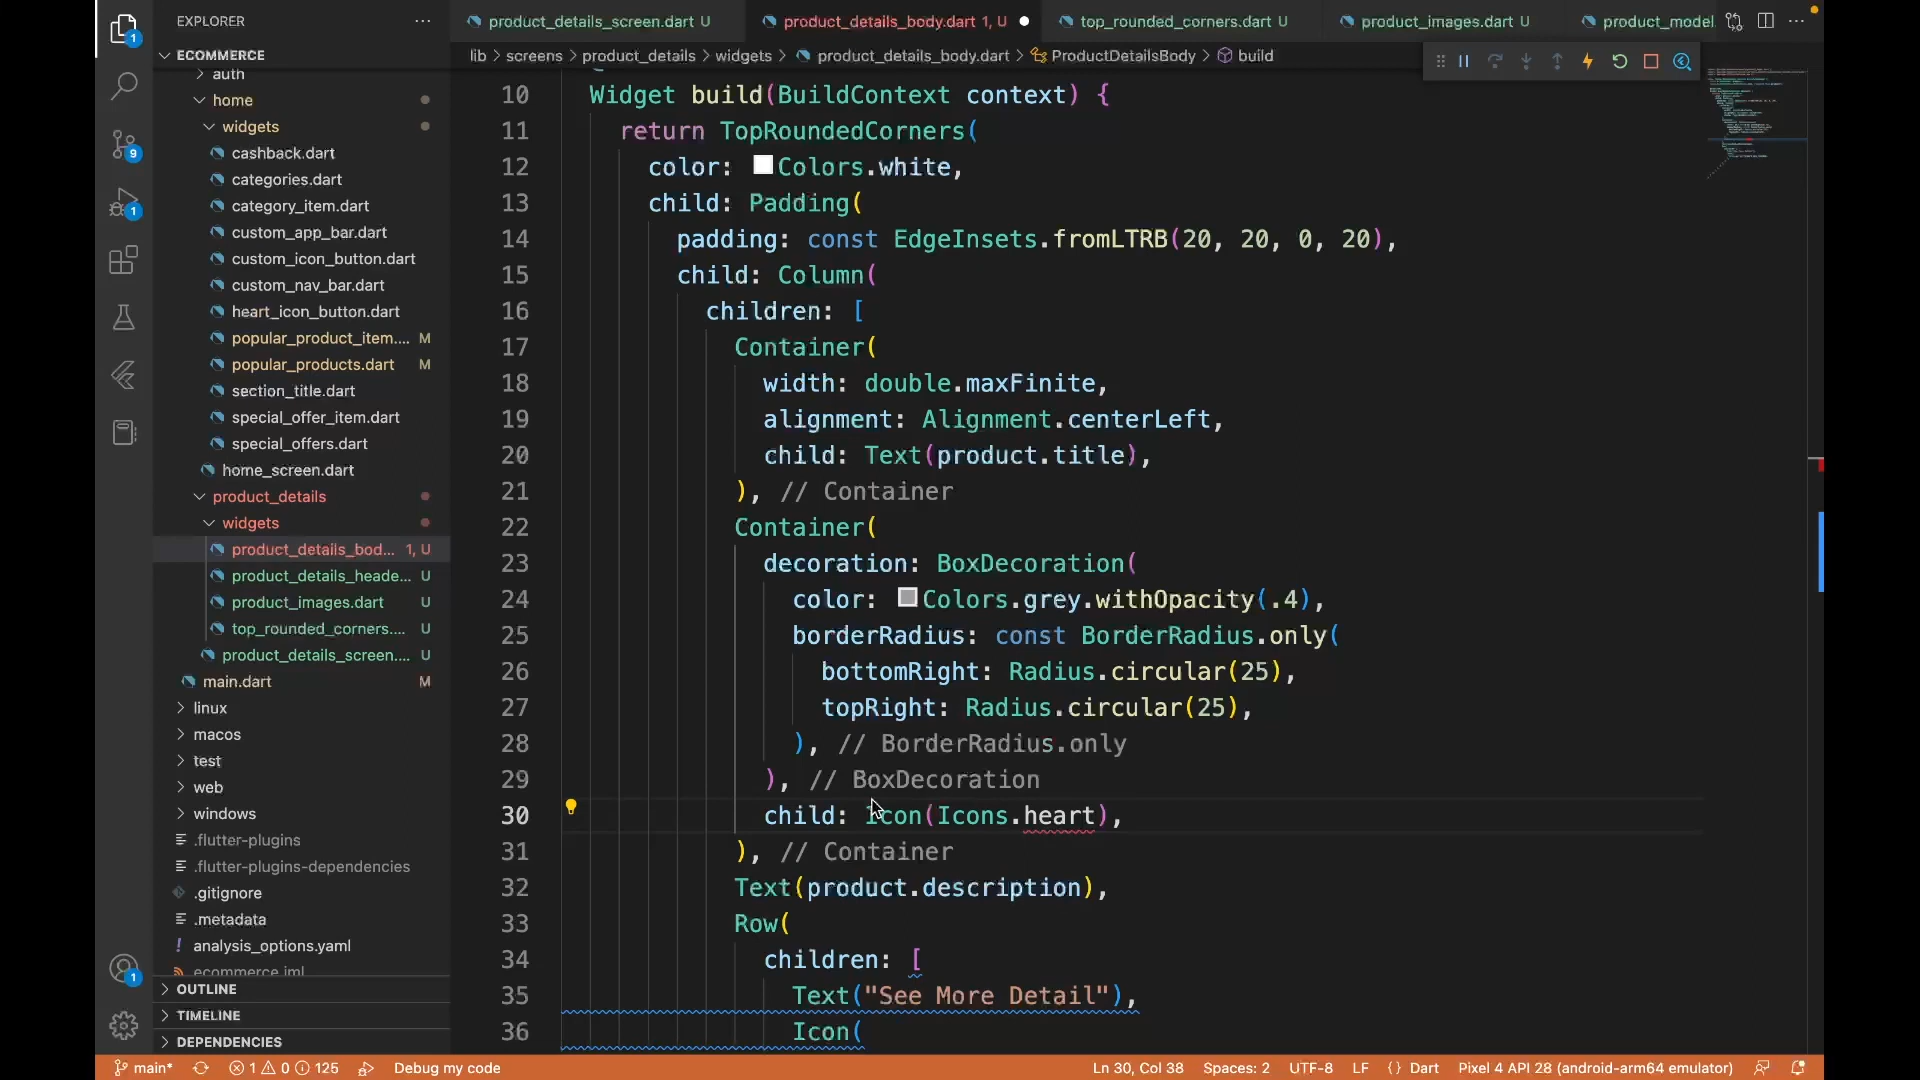 EXPLORER
product_details_screen.dart U
product_details_body.dart 1, U
top_rounded_corners.dart U
product_images.dart U
product_model.
ECOMMERCE
lib > screens > product_details > widgets > product_details_body.dart > ProductDetailsBody > build
auth
home
widgets
cashback.dart
categories.dart
category_item.dart
custom_app_bar.dart
custom_icon_button.dart
custom_nav_bar.dart
heart_icon_button.dart
popular_product_item.... M
popular_products.dart M
section_title.dart
special_offer_item.dart
special_offers.dart
home_screen.dart
product_details
widgets
product_details_bod... 1, U
product_details_heade... U
product_images.dart U
top_rounded_corners.... U
product_details_screen.... U
main.dart M
linux
macos
test
web
windows
.flutter-plugins
.flutter-plugins-dependencies
.gitignore
.metadata
analysis_options.yaml
ecommerce.iml
OUTLINE
TIMELINE
DEPENDENCIES
1
9
1
1
10 Widget build(BuildContext context) {
11 return TopRoundedCorners(
12 color: Colors.white,
13 child: Padding(
14 padding: const EdgeInsets.fromLTRB(20, 20, 0, 20),
15 child: Column(
16 children: [
17 Container(
18 width: double.maxFinite,
19 alignment: Alignment.centerLeft,
20 child: Text(product.title),
21 ), // Container
22 Container(
23 decoration: BoxDecoration(
24 color: Colors.grey.withOpacity(.4),
25 borderRadius: const BorderRadius.only(
26 bottomRight: Radius.circular(25),
27 topRight: Radius.circular(25),
28 ), // BorderRadius.only
29 ), // BoxDecoration
30 child: Icon(Icons.heart),
31 ), // Container
32 Text(product.description),
33 Row(
34 children: [
35 Text("See More Detail"),
36 Icon(
main* 1 0 125 Debug my code Ln 30, Col 38 Spaces: 2 UTF-8 LF {} Dart Pixel 4 API 28 (android-arm64 emulator)